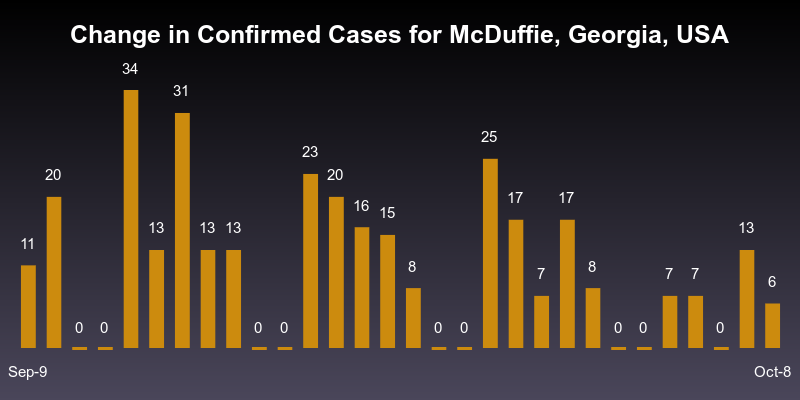 Change in Confirmed Cases for McDuffie, Georgia, USA
11 20 0 0 34 13 31 13 13 0 0 23 20 16 15 8 0 0 25 17 7 17 8 0 0 7 7 0 13 6
Sep-9 Oct-8